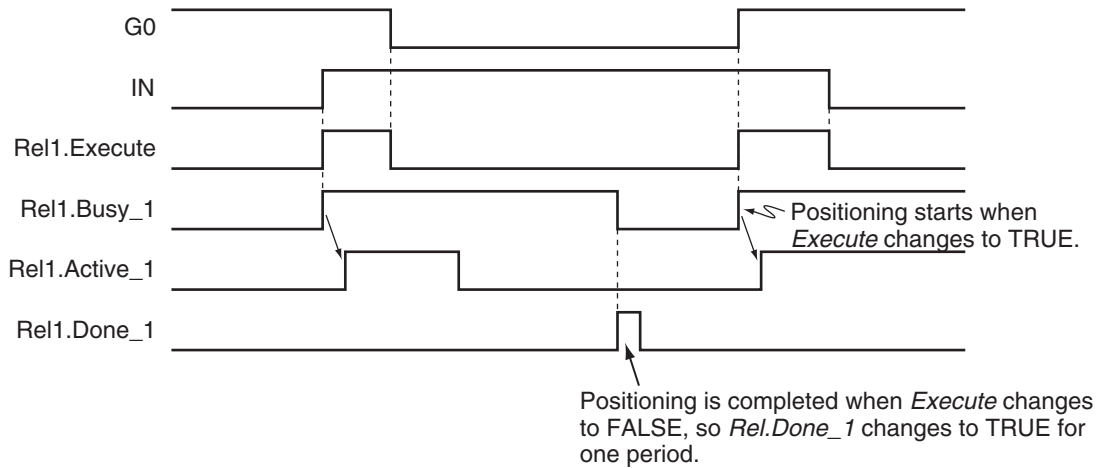 G0
IN
Rel1.Execute
Rel1.Busy_1
Positioning starts when
Execute changes to TRUE.
Rel1.Active_1
Rel1.Done_1
Positioning is completed when Execute changes
to FALSE, so Rel.Done_1 changes to TRUE for
one period.